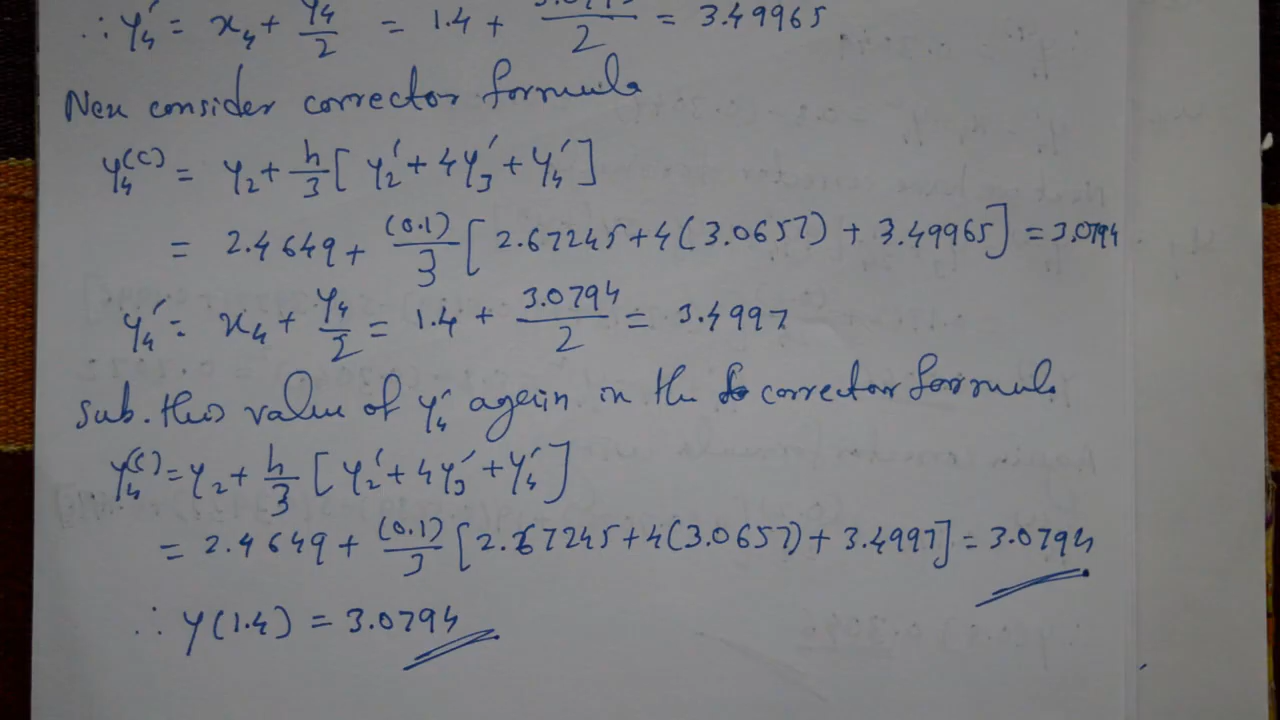 ∴ y₄′ = x₄ + y₄/2 = 1.4 + /2 = 3.49965
Nex consider corrector formula
y₄⁽ᶜ⁾ = y₂ + h/3 [ y₂′ + 4y₃′ + y₄′ ]
= 2.4649 + (0.1)/3 [ 2.67245 + 4(3.0657) + 3.49965 ] = 3.0794
y₄′ = x₄ + y₄/2 = 1.4 + 3.0794/2 = 3.4997
Sub. this value of y₄′ again in the corrector formula
y₄⁽ᶜ⁾ = y₂ + h/3 [ y₂′ + 4y₃′ + y₄′ ]
= 2.4649 + (0.1)/3 [ 2.67245 + 4(3.0657) + 3.4997 ] = 3.0794
∴ y(1.4) = 3.0794